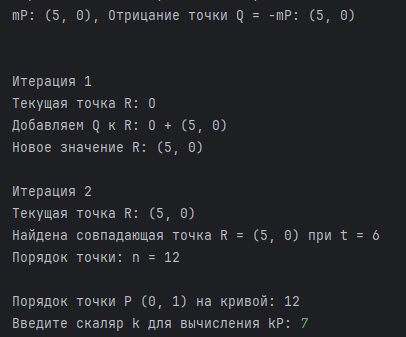 mP: (5, 0), Отрицание точки Q = -mP: (5, 0)
Итерация 1
Текущая точка R: O
Добавляем Q к R: O + (5, 0)
Новое значение R: (5, 0)
Итерация 2
Текущая точка R: (5, 0)
Найдена совпадающая точка R = (5, 0) при t = 6
Порядок точки: n = 12
Порядок точки P (0, 1) на кривой: 12
Введите скаляр k для вычисления kP: 7